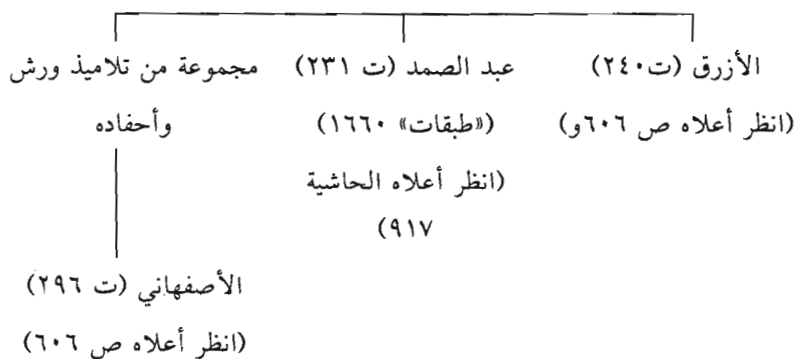 الأزرق (ت٢٤٠)
(انظر أعلاه ص ٦٠٦و)
عبد الصمد (ت ٢٣١)
(«طبقات» ١٦٦٠)
(انظر أعلاه الحاشية
٩١٧)
مجموعة من تلاميذ ورش
وأحفاده
الأصفهاني (ت ٢٩٦)
(انظر أعلاه ص ٦٠٦)